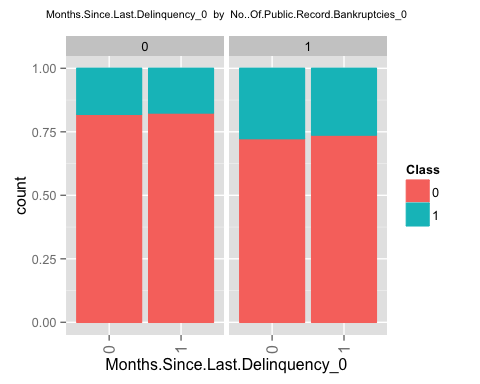 Months.Since.Last.Delinquency_0 by No..Of.Public.Record.Bankruptcies_0
0 1
1.00
0.75
0.50
0.25
0.00
count
0 1 0 1
Months.Since.Last.Delinquency_0
Class
0
1